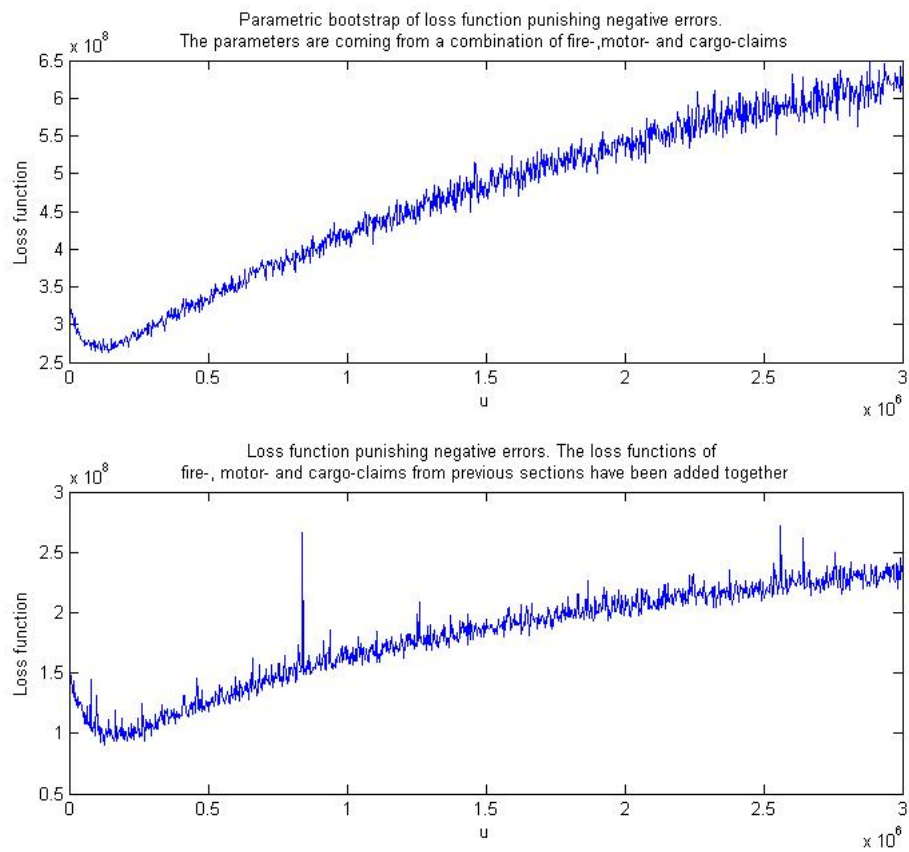 Parametric bootstrap of loss function punishing negative errors.
The parameters are coming from a combination of fire-,motor- and cargo-claims
x 10^8
6.5
6
5.5
5
4.5
4
3.5
3
2.5
Loss function
0
0.5
1
1.5
2
2.5
3
u
x 10^6
Loss function punishing negative errors. The loss functions of
fire-, motor- and cargo-claims from previous sections have been added together
x 10^8
3
2.5
2
1.5
1
0.5
Loss function
0
0.5
1
1.5
2
2.5
3
u
x 10^6